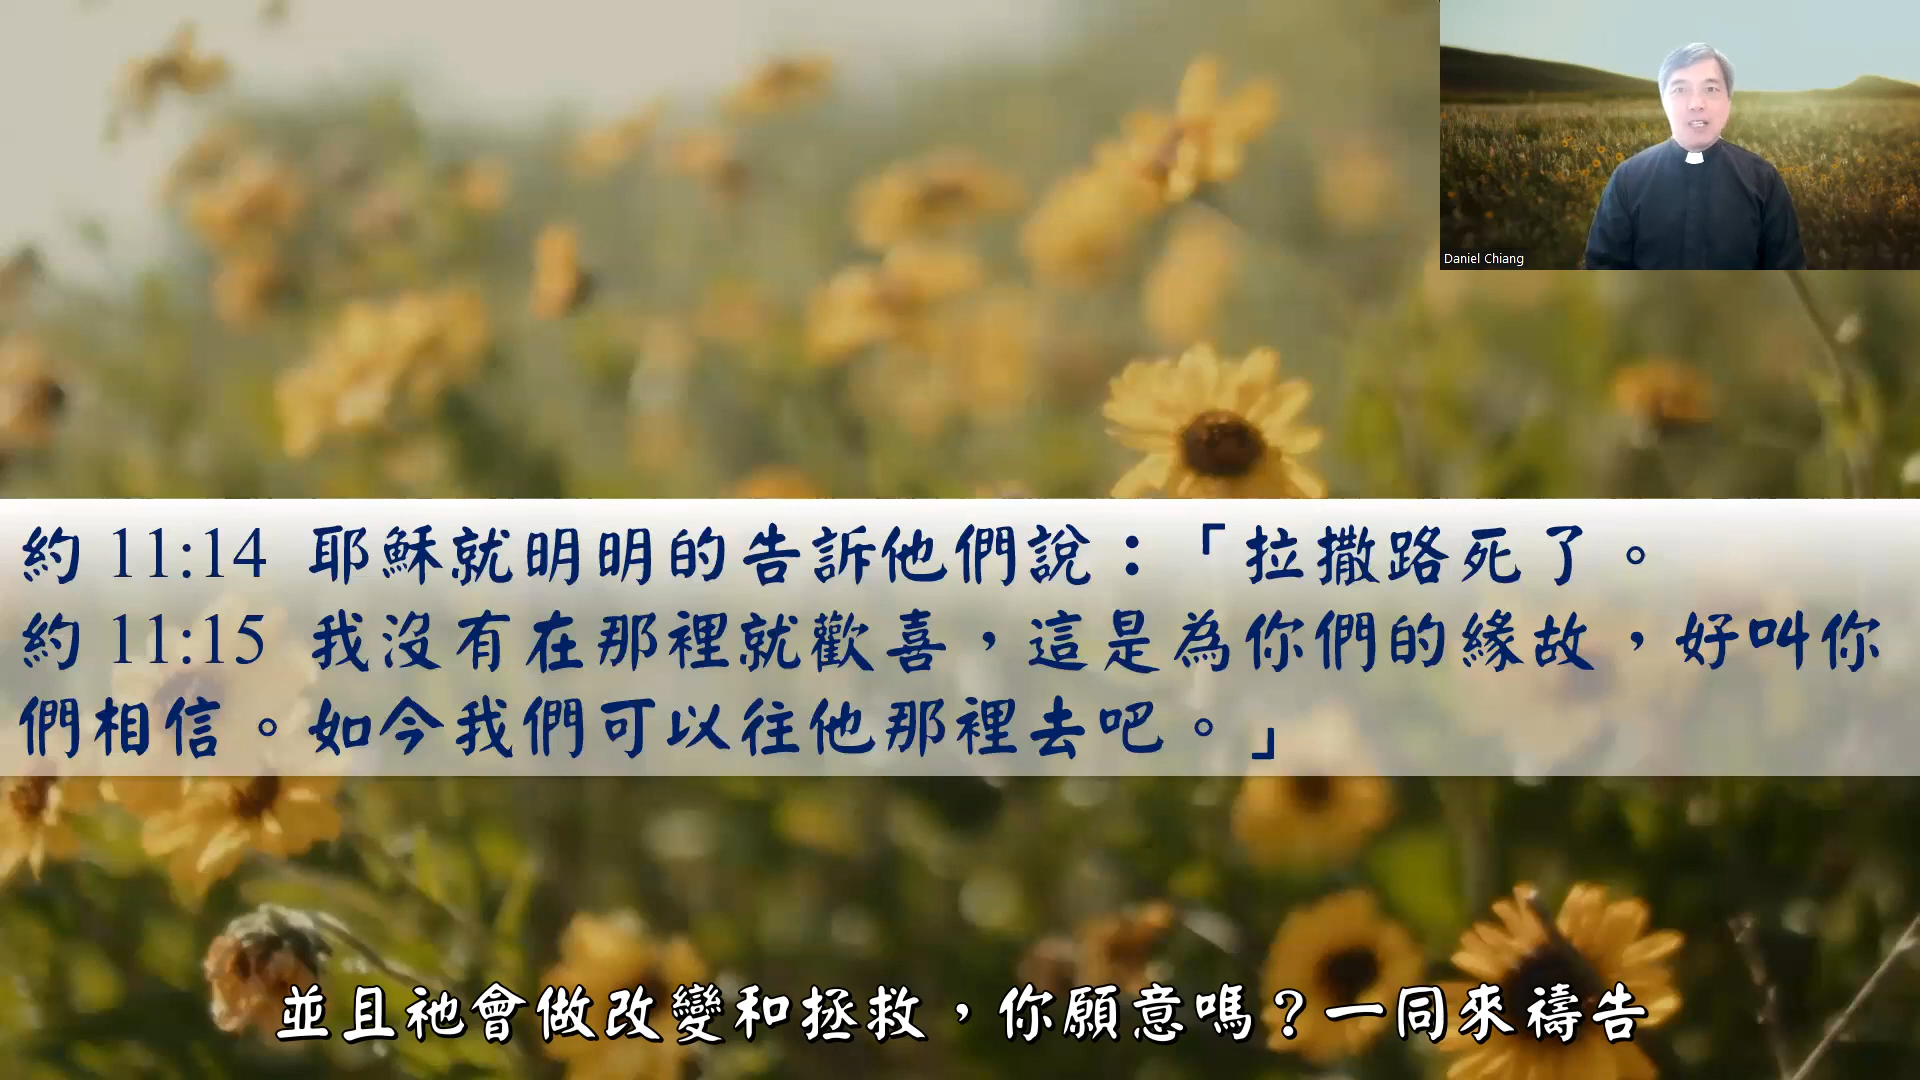 Daniel Chiang
約 11:14 耶穌就明明的告訴他們說：「拉撒路死了。
約 11:15 我沒有在那裡就歡喜，這是為你們的緣故，好叫你
們相信。如今我們可以往他那裡去吧。」
並且祂會做改變和拯救，你願意嗎？一同來禱告